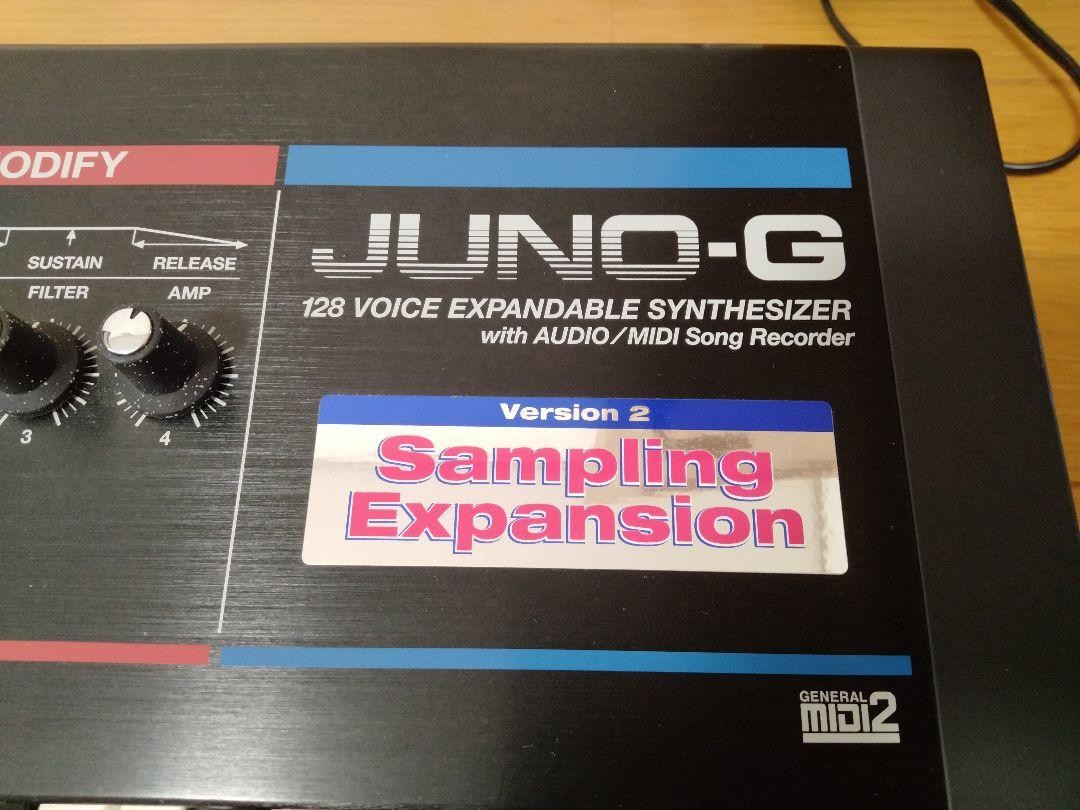 ODIFY
JUNO-G
SUSTAIN RELEASE
FILTER AMP
128 VOICE EXPANDABLE SYNTHESIZER
with AUDIO/MIDI Song Recorder
3 4
Version 2
Sampling
Expansion
GENERAL
MIDI2